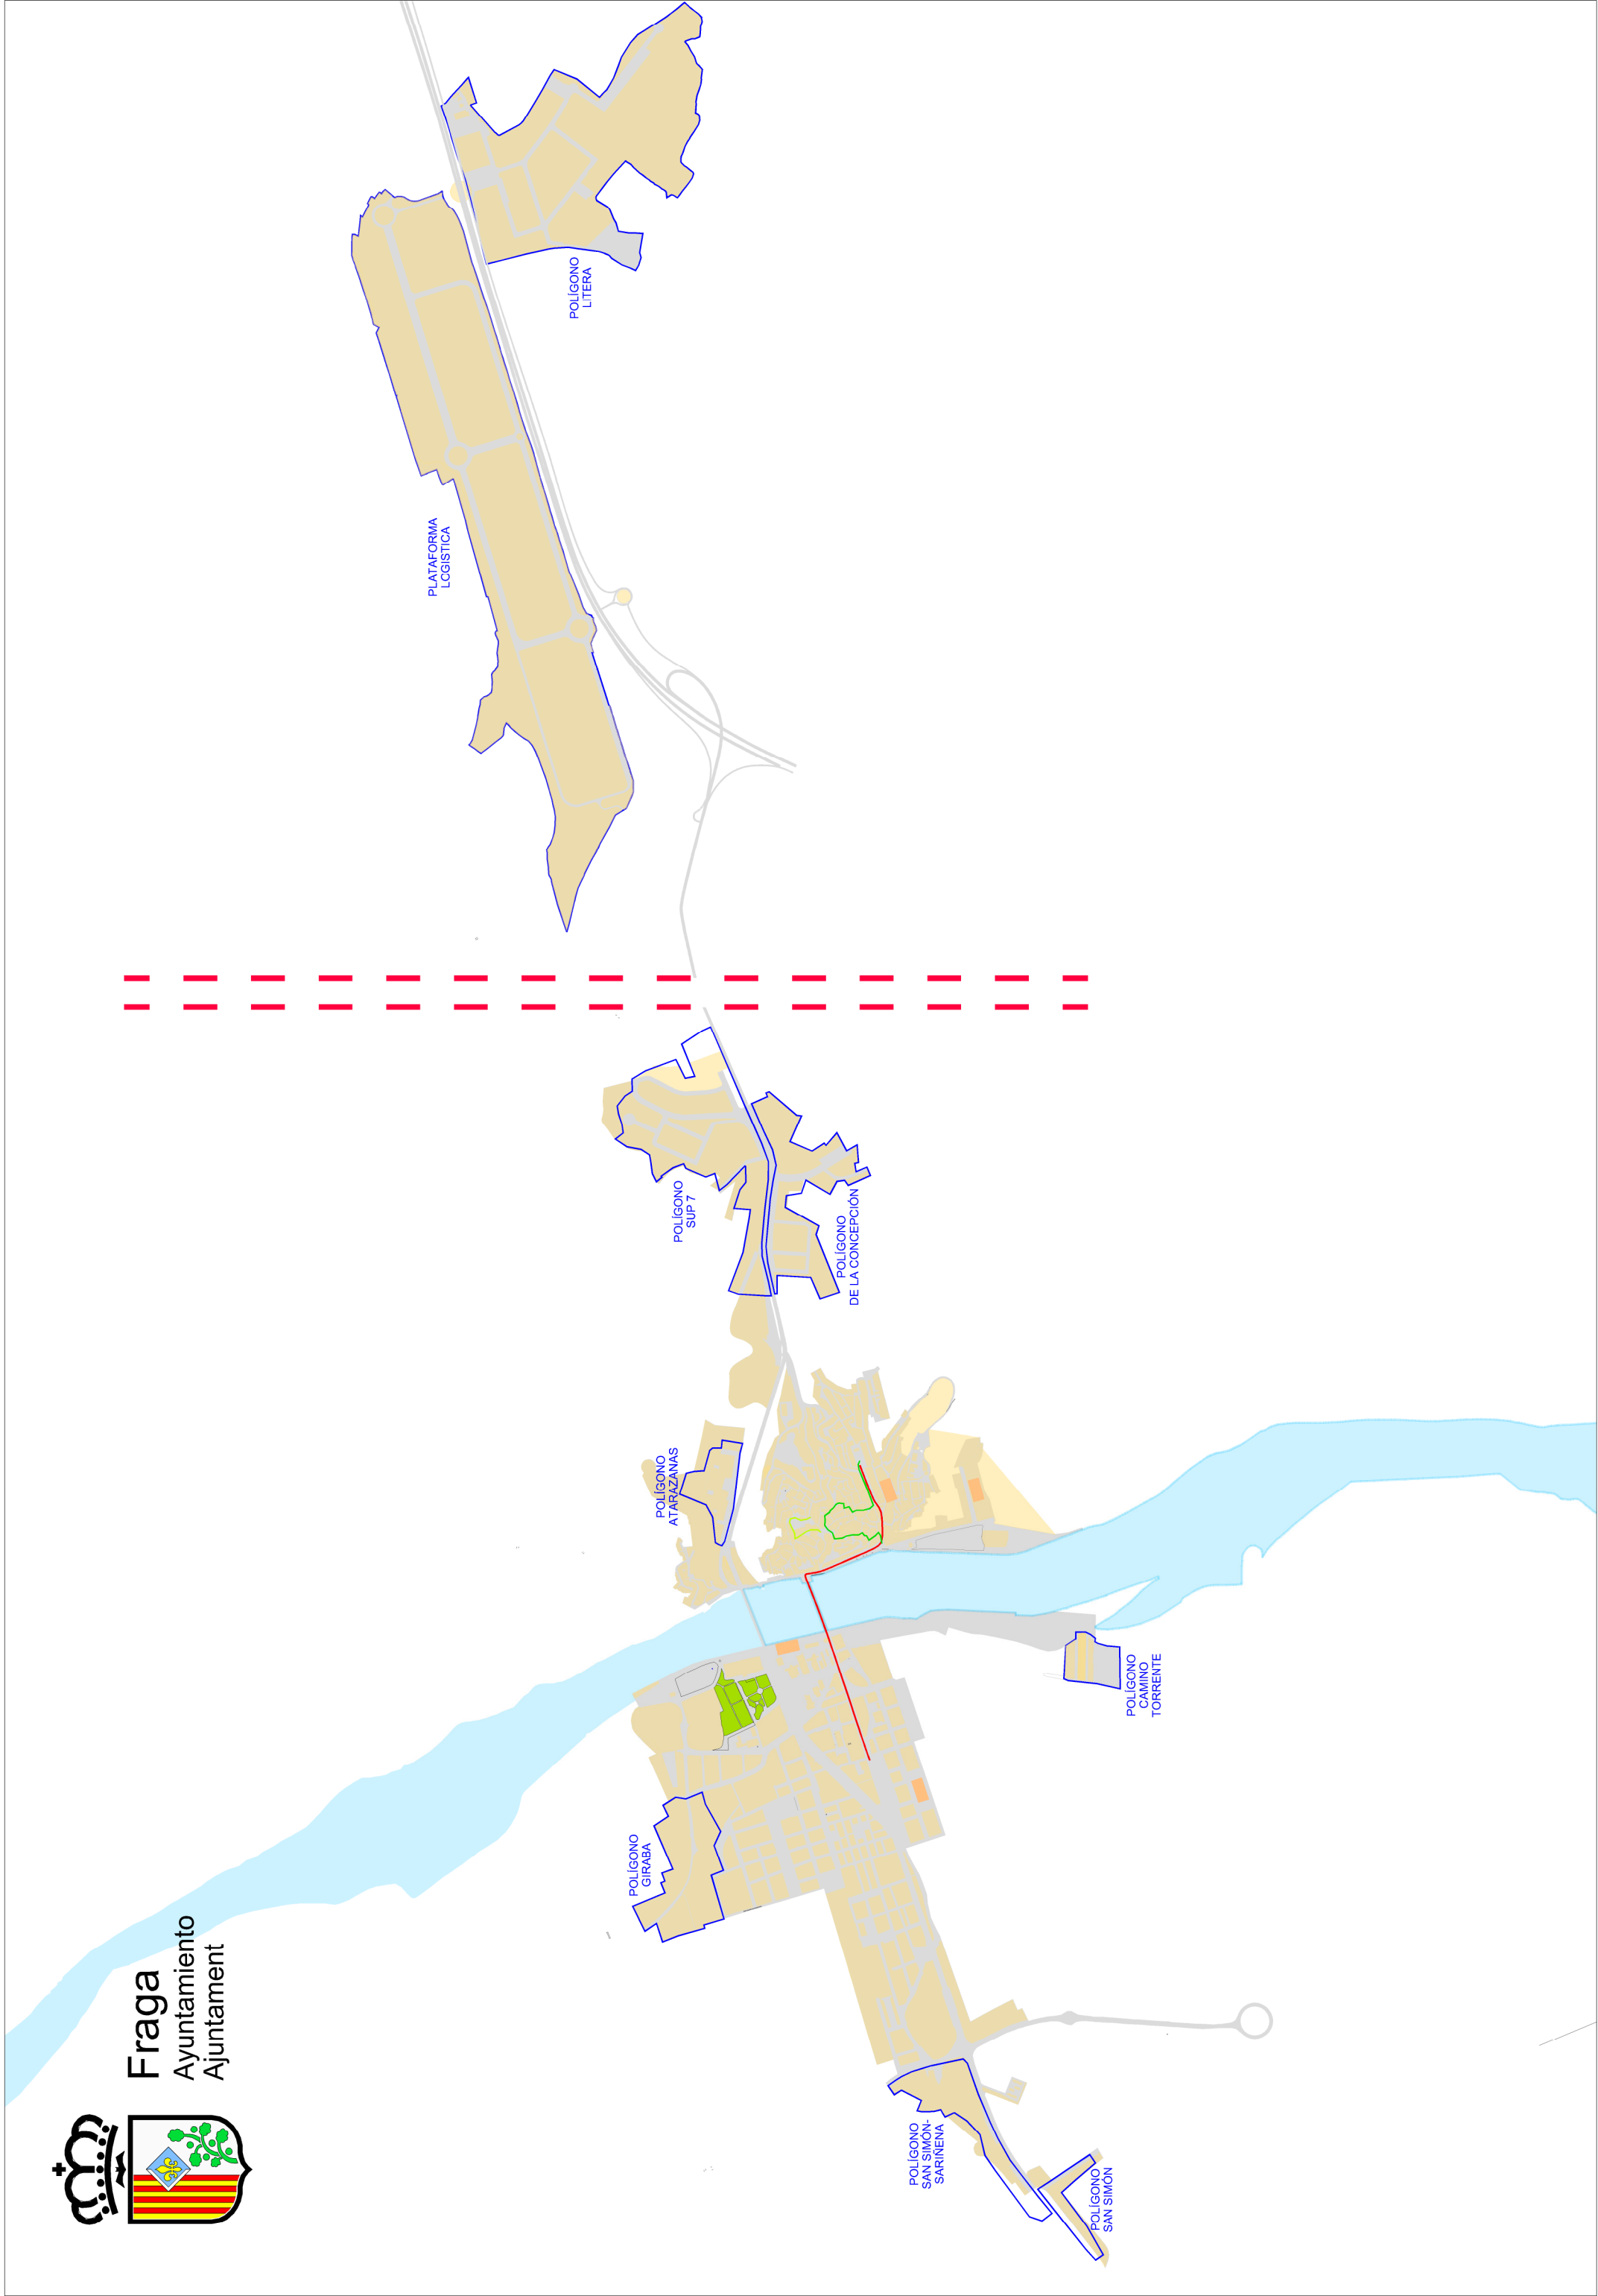 Fraga
Ayuntamiento
Ajuntament
POLÍGONO
SAN SIMÓN-
SARIÑENA
POLÍGONO
SAN SIMÓN
POLÍGONO
GIRABA
POLÍGONO
CAMINO
TORRENTE
POLÍGONO
ATARAZANAS
POLÍGONO
SUP 7
POLÍGONO
DE LA CONCEPCIÓN
PLATAFORMA
LOGISTICA
POLÍGONO
LITERA